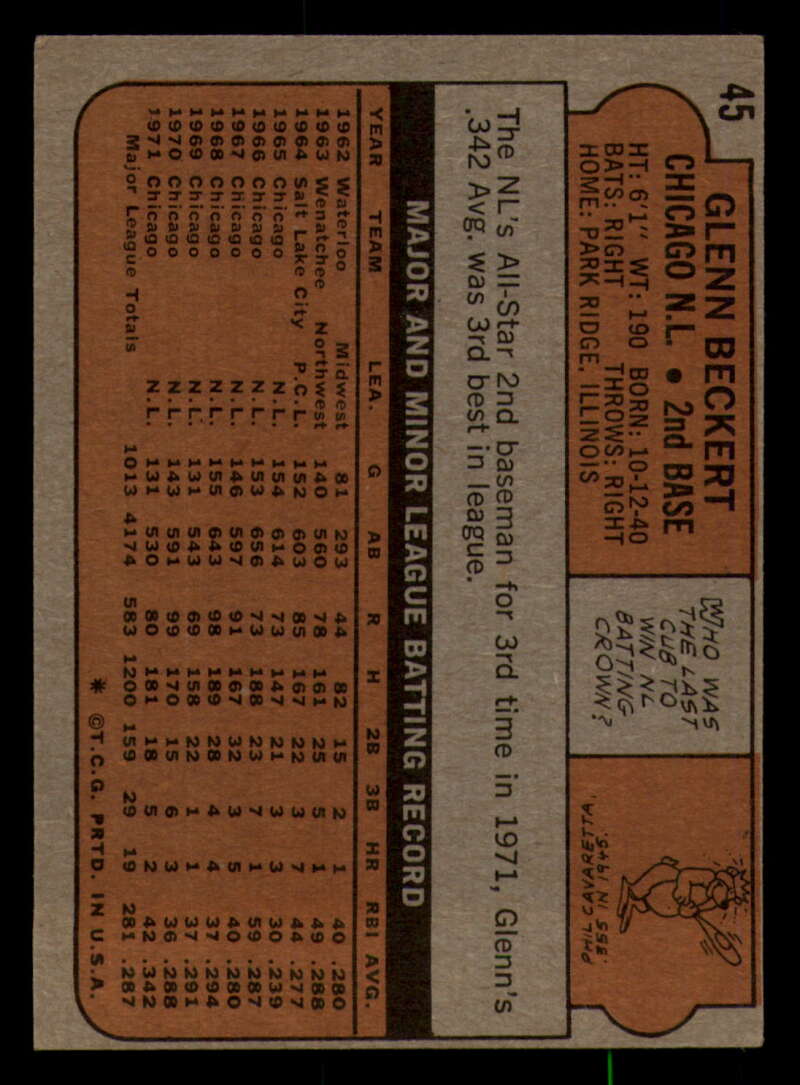 45
GLENN BECKERT
CHICAGO N.L. • 2nd BASE
HT: 6'1" WT: 190 BORN: 10-12-40
BATS: RIGHT THROWS: RIGHT
HOME: PARK RIDGE, ILLINOIS
WHO WAS
THE LAST
CUB TO
WIN NL
BATTING
CROWN?
PHIL CAVARETTA,
.355 IN 1945.
The NL's All-Star 2nd baseman for 3rd time in 1971, Glenn's
.342 Avg. was 3rd best in league.
MAJOR AND MINOR LEAGUE BATTING RECORD
YEAR TEAM LEA. G AB R H 2B 3B HR RBI AVG.
1962 Waterloo Midwest 81 293 44 82 15 2 1 40 .280
1963 Wenatchee Northwest 140 560 78 161 25 5 1 49 .288
1964 Salt Lake City P.C.L. 152 603 85 167 22 3 7 44 .277
1965 Chicago N.L. 154 614 73 147 21 3 3 30 .239
1966 Chicago N.L. 153 656 73 188 23 7 1 59 .287
1967 Chicago N.L. 146 597 91 167 32 3 5 40 .280
1968 Chicago N.L. 155 643 98 189 28 4 4 37 .294
1969 Chicago N.L. 131 543 69 158 22 1 1 37 .291
1970 Chicago N.L. 143 591 99 170 15 6 3 36 .288
1971 Chicago N.L. 131 530 80 181 18 5 2 42 .342
Major League Totals 1013 4174 583 1200 159 29 19 281 .287
* ©T.C.G. PRTD. IN U.S.A.